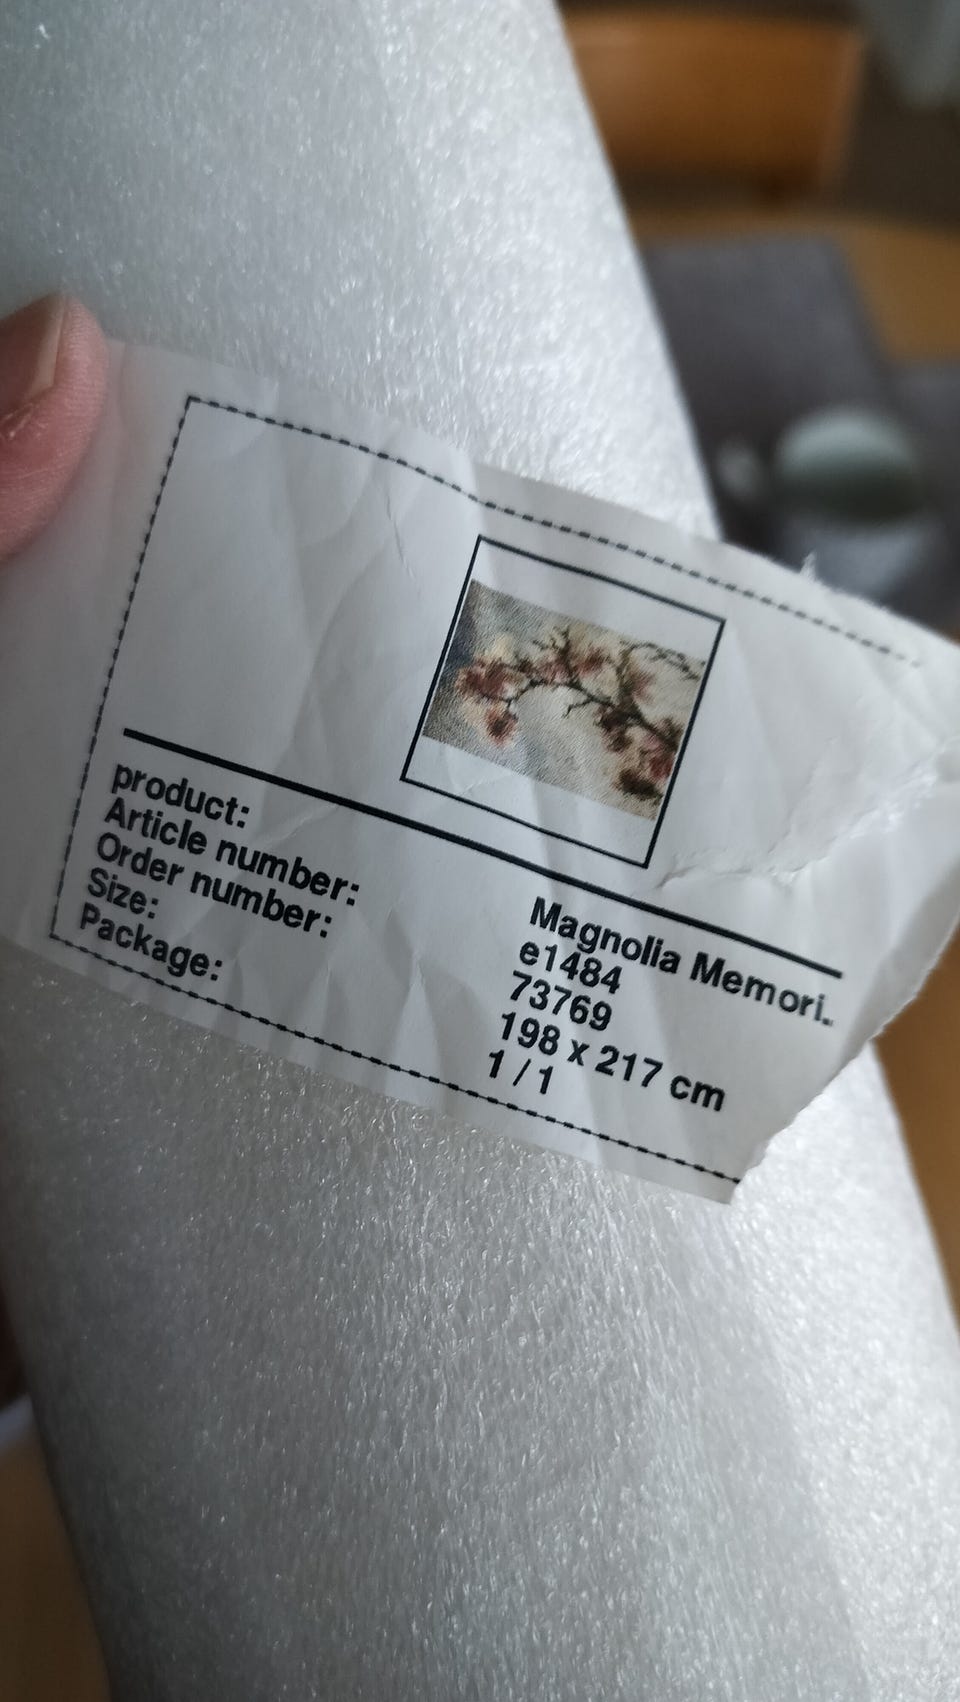 product: Magnolia Memori.
Article number: e1484
Order number: 73769
Size: 198 x 217 cm
Package: 1 / 1